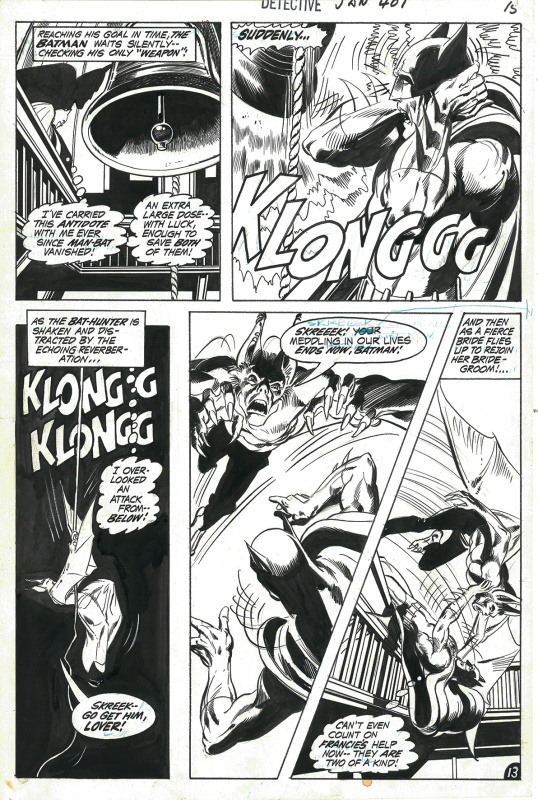 DETECTIVE JAN 407
15
REACHING HIS GOAL IN TIME, THE
BATMAN WAITS SILENTLY--
CHECKING HIS ONLY "WEAPON":
I'VE CARRIED
THIS ANTIDOTE
WITH ME EVER
SINCE MAN-BAT
VANISHED!
AN EXTRA
LARGE DOSE--
WITH LUCK,
ENOUGH TO
SAVE BOTH
OF THEM!
SUDDENLY...
KLONGGG
AS THE BAT-HUNTER IS
SHAKEN AND DIS-
TRACTED BY THE
ECHOING REVERBER-
ATION...
KLONGG
KLONGG
I OVER-
LOOKED
AN
ATTACK
FROM--
BELOW!
SKREEK--
GO GET HIM,
LOVER!
SKREEEK! YOUR
MEDDLING IN OUR LIVES
ENDS NOW, BATMAN!
AND THEN
AS A FIERCE
BRIDE FLIES
UP TO REJOIN
HER BRIDE-
GROOM!...
CAN'T EVEN
COUNT ON
FRANCIES HELP
NOW-- THEY ARE
TWO OF A KIND!
13